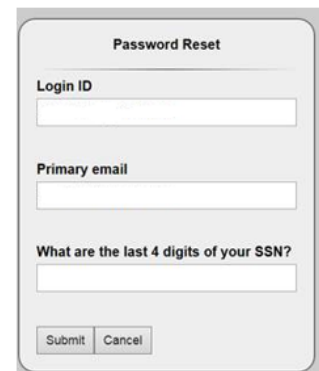 Password Reset
Login ID
Primary email
What are the last 4 digits of your SSN?
Submit Cancel